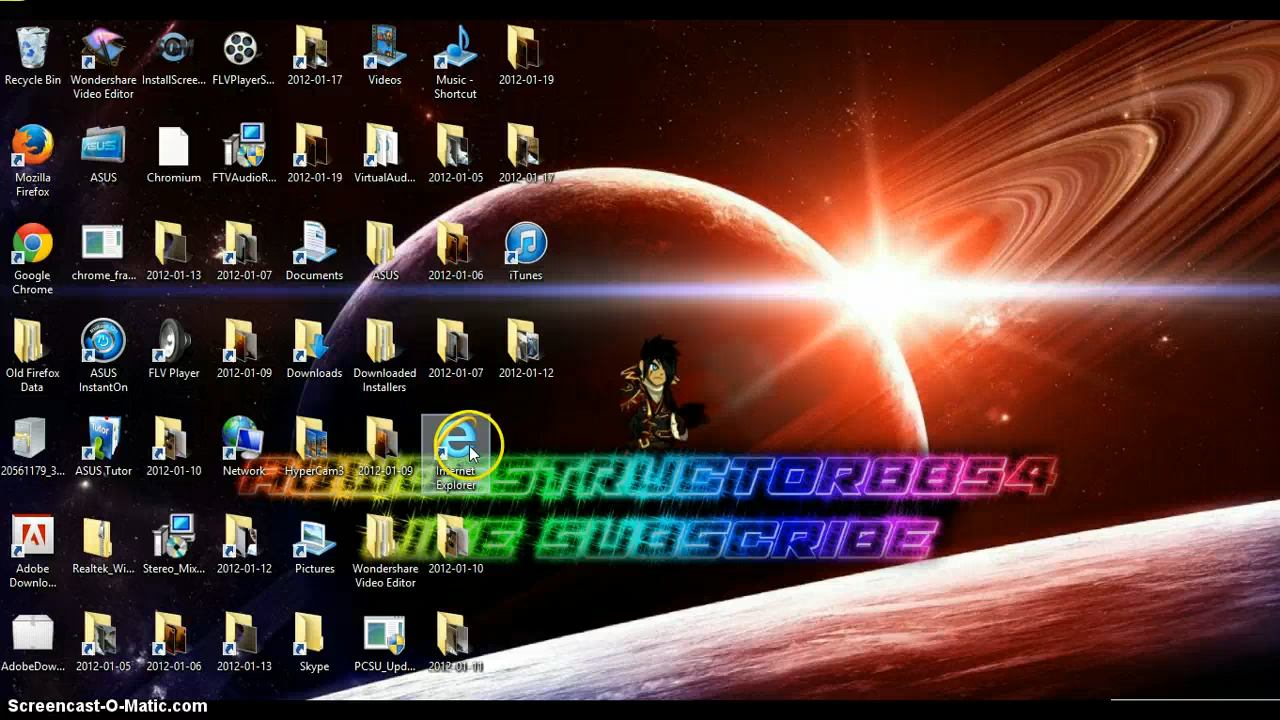 Recycle Bin
Wondershare
Video Editor
InstallScree...
FLVPlayerS...
2012-01-17
Videos
Music -
Shortcut
2012-01-19
Mozilla
Firefox
ASUS
ASUS
Chromium
FTVAudioR...
2012-01-19
VirtualAud...
2012-01-05
2012-01-17
Google
Chrome
chrome_fra...
2012-01-13
2012-01-07
Documents
ASUS
2012-01-06
iTunes
Old Firefox
Data
ASUS
InstantOn
FLV Player
2012-01-09
Downloads
Downloaded
Installers
2012-01-07
2012-01-12
20561179_3...
Tutor
ASUS Tutor
2012-01-10
Network
HyperCam3
2012-01-09
Internet
Explorer
STRUCTOR8854
SUBSCRIBE
Adobe
Downlo...
Realtek_Wi...
Stereo_Mix...
2012-01-12
Pictures
Wondershare
Video Editor
2012-01-10
AdobeDow...
2012-01-05
2012-01-06
2012-01-13
Skype
PCSU_Upd...
2012-01-11
Screencast-O-Matic.com